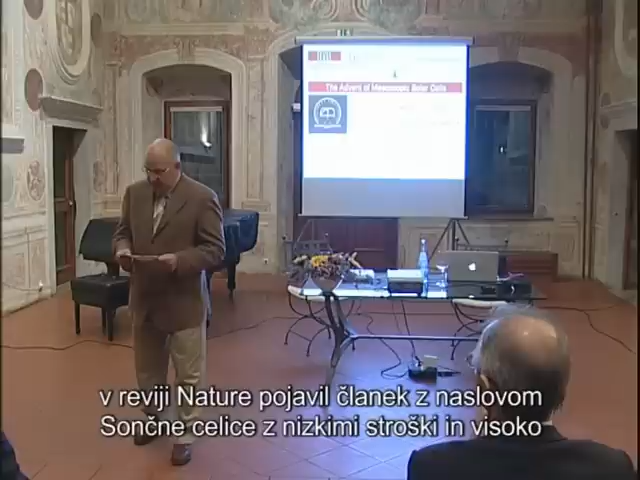 The Advent of Mesoscopic Solar Cells
v reviji Nature pojavil članek z naslovom
Sončne celice z nizkimi stroški in visoko